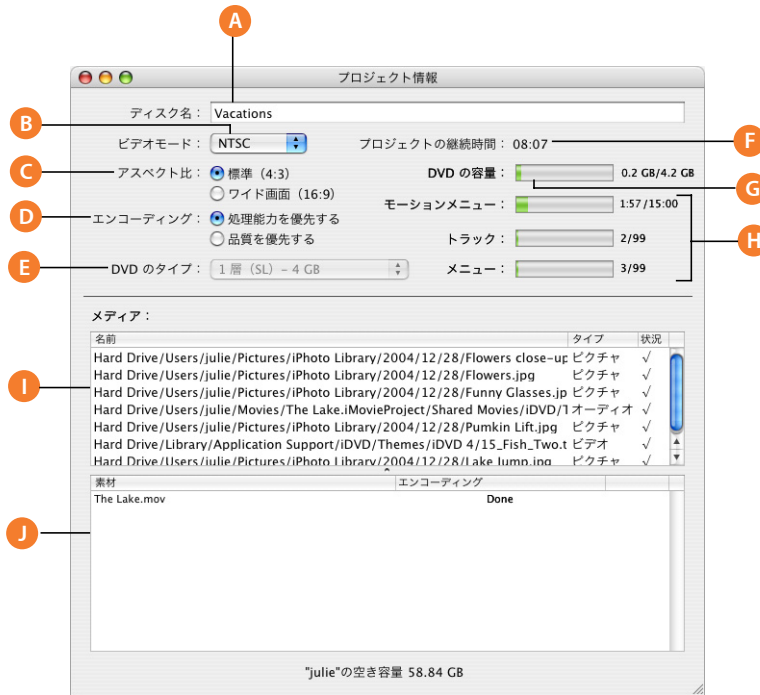 A
プロジェクト情報
ディスク名： Vacations
B
ビデオモード： NTSC
プロジェクトの継続時間： 08:07
F
C
アスペクト比： 標準（4:3）
ワイド画面（16:9）
DVD の容量： 0.2 GB/4.2 GB
G
D
エンコーディング： 処理能力を優先する
品質を優先する
モーションメニュー： 1:57/15:00
トラック： 2/99
H
E
DVD のタイプ： 1 層（SL）– 4 GB
メニュー： 3/99
メディア：
名前 タイプ 状況
Hard Drive/Users/julie/Pictures/iPhoto Library/2004/12/28/Flowers close-up ピクチャ √
Hard Drive/Users/julie/Pictures/iPhoto Library/2004/12/28/Flowers.jpg ピクチャ √
I
Hard Drive/Users/julie/Pictures/iPhoto Library/2004/12/28/Funny Glasses.jp ピクチャ √
Hard Drive/Users/julie/Movies/The Lake.iMovieProject/Shared Movies/iDVD/T オーディオ √
Hard Drive/Users/julie/Pictures/iPhoto Library/2004/12/28/Pumkin Lift.jpg ピクチャ √
Hard Drive/Library/Application Support/iDVD/Themes/iDVD 4/15_Fish_Two.t ビデオ √
Hard Drive/Users/julie/Pictures/iPhoto Library/2004/12/28/Lake Jump.jpg ピクチャ √
素材 エンコーディング
The Lake.mov Done
J
"julie"の空き容量 58.84 GB